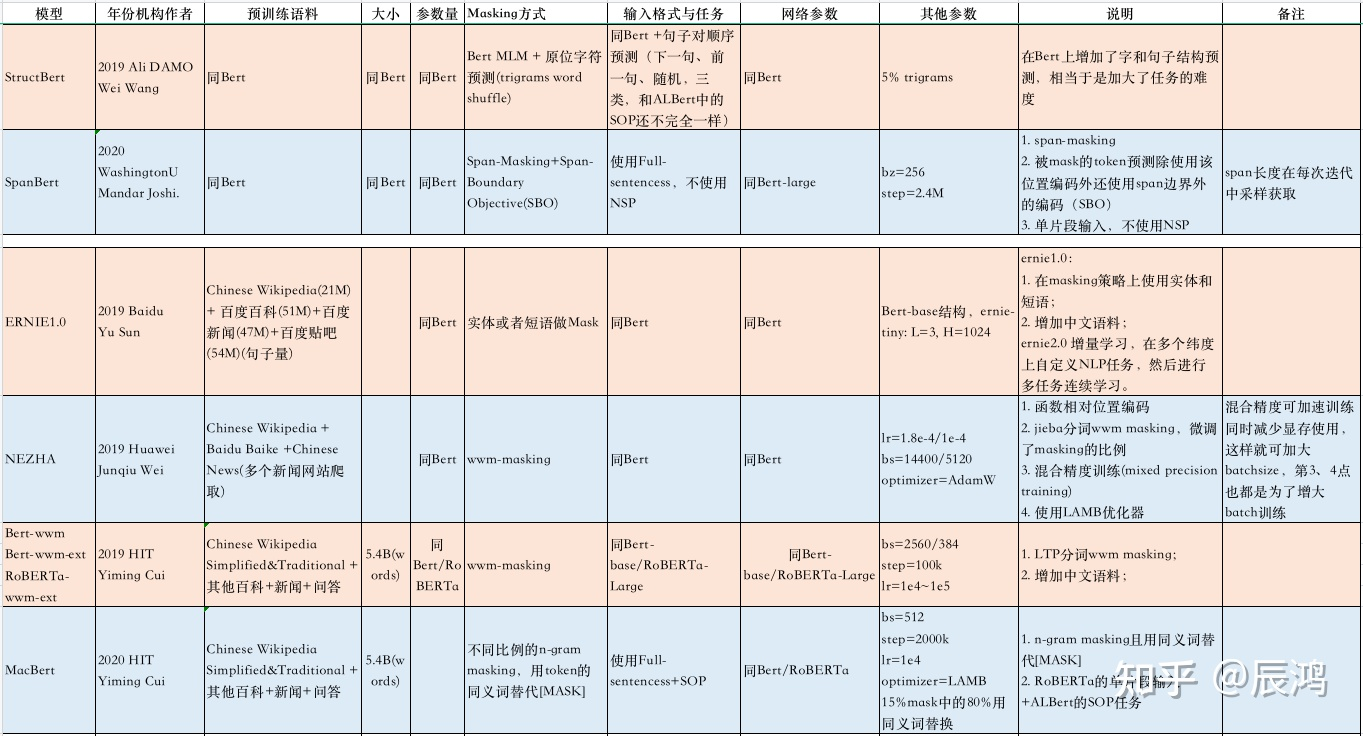 模型
年份机构作者
预训练语料
大小
参数量
Masking方式
输入格式与任务
网络参数
其他参数
说明
备注
StructBert
2019 Ali DAMO
Wei Wang
同Bert
同Bert
同Bert
Bert MLM + 原位字符
预测(trigrams word
shuffle)
同Bert +句子对顺序
预测（下一句、前
一句、随机，三
类，和ALBert中的
SOP还不完全一样）
同Bert
5% trigrams
在Bert上增加了字和句子结构预
测，相当于是加大了任务的难
度
SpanBert
2020
WashingtonU
Mandar Joshi.
同Bert
同Bert
同Bert
Span-Masking+Span-
Boundary
Objective(SBO)
使用Full-
sentencess，不使用
NSP
同Bert-large
bz=256
step=2.4M
1. span-masking
2. 被mask的token预测除使用该
位置编码外还使用span边界外
的编码（SBO）
3. 单片段输入，不使用NSP
span长度在每次迭代
中采样获取
ERNIE1.0
2019 Baidu
Yu Sun
Chinese Wikipedia(21M)
+ 百度百科(51M)+百度
新闻(47M)+百度贴吧
(54M)(句子量)
同Bert
实体或者短语做Mask
同Bert
同Bert
Bert-base结构，ernie-
tiny: L=3, H=1024
ernie1.0：
1. 在masking策略上使用实体和
短语；
2. 增加中文语料；
ernie2.0 增量学习，在多个纬度
上自定义NLP任务，然后进行
多任务连续学习。
NEZHA
2019 Huawei
Junqiu Wei
Chinese Wikipedia +
Baidu Baike +Chinese
News(多个新闻网站爬
取)
同Bert
wwm-masking
同Bert
同Bert
lr=1.8e-4/1e-4
bs=14400/5120
optimizer=AdamW
1. 函数相对位置编码
2. jieba分词wwm masking，微调
了masking的比例
3. 混合精度训练(mixed precision
training)
4. 使用LAMB优化器
混合精度可加速训练
同时减少显存使用，
这样就可加大
batchsize，第3、4点
也都是为了增大
batch训练
Bert-wwm
Bert-wwm-ext
RoBERTa-
wwm-ext
2019 HIT
Yiming Cui
Chinese Wikipedia
Simplified&Traditional +
其他百科+新闻+问答
5.4B(w
ords)
同
Bert/Ro
BERTa
wwm-masking
同Bert-
base/RoBERTa-
Large
同Bert-
base/RoBERTa-Large
bs=2560/384
step=100k
lr=1e4~1e5
1. LTP分词wwm masking；
2. 增加中文语料；
MacBert
2020 HIT
Yiming Cui
Chinese Wikipedia
Simplified&Traditional +
其他百科+新闻+问答
5.4B(w
ords)
不同比例的n-gram
masking，用token的
同义词替代[MASK]
使用Full-
sentencess+SOP
同Bert/RoBERTa
bs=512
step=2000k
lr=1e4
optimizer=LAMB
15%mask中的80%用
同义词替换
1. n-gram masking且用同义词替
代[MASK]
2. RoBERTa的单片段输入
+ALBert的SOP任务
知乎 @辰鸿